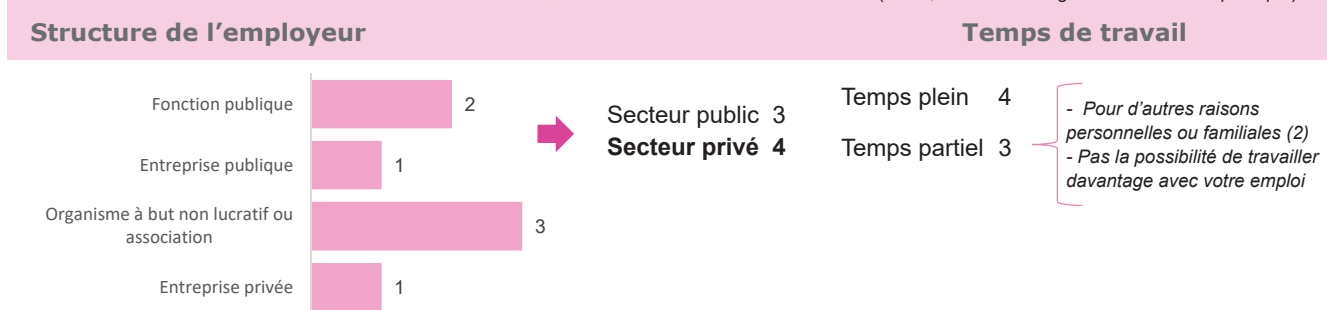 Structure de l'employeur
Temps de travail
Fonction publique
2
Entreprise publique
1
Organisme à but non lucratif ou
association
3
Entreprise privée
1
Secteur public 3
Secteur privé 4
Temps plein 4
Temps partiel 3
- Pour d'autres raisons
personnelles ou familiales (2)
- Pas la possibilité de travailler
davantage avec votre emploi